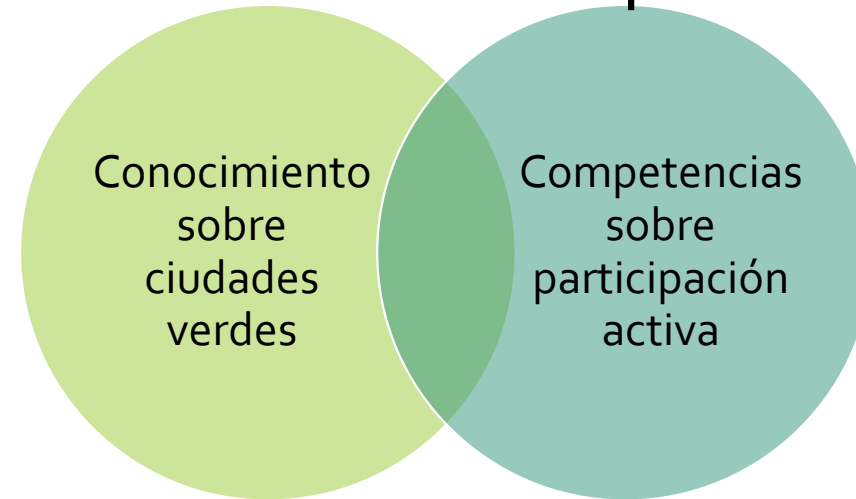 Conocimiento
sobre
ciudades
verdes
Competencias
sobre
participación
activa